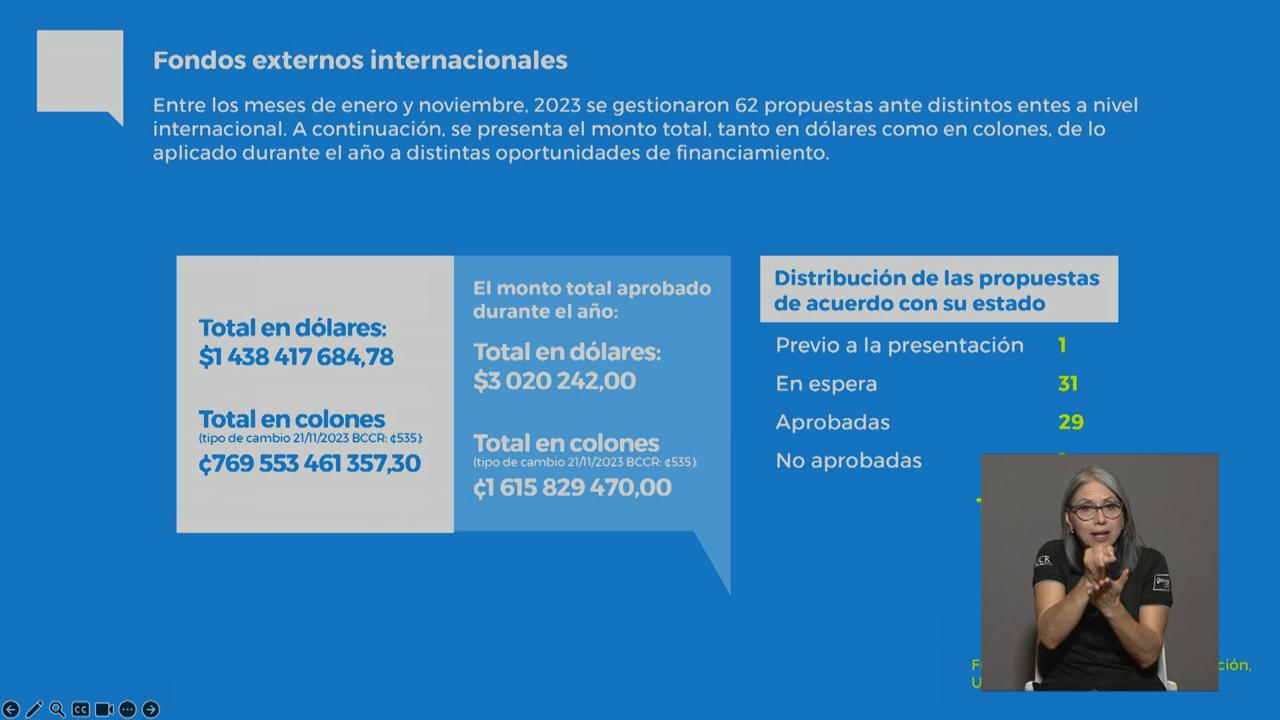 Fondos externos internacionales
Entre los meses de enero y noviembre, 2023 se gestionaron 62 propuestas ante distintos entes a nivel
internacional. A continuación, se presenta el monto total, tanto en dólares como en colones, de lo
aplicado durante el año a distintas oportunidades de financiamiento.
Total en dólares:
$1 438 417 684,78
Total en colones
(tipo de cambio 21/11/2023 BCCR: ¢535):
₵769 553 461 357,30
El monto total aprobado
durante el año:
Total en dólares:
$3 020 242,00
Total en colones
(tipo de cambio 21/11/2023 BCCR: ¢535):
₵1 615 829 470,00
Distribución de las propuestas
de acuerdo con su estado
Previo a la presentación 1
En espera 31
Aprobadas 29
No aprobadas
CC